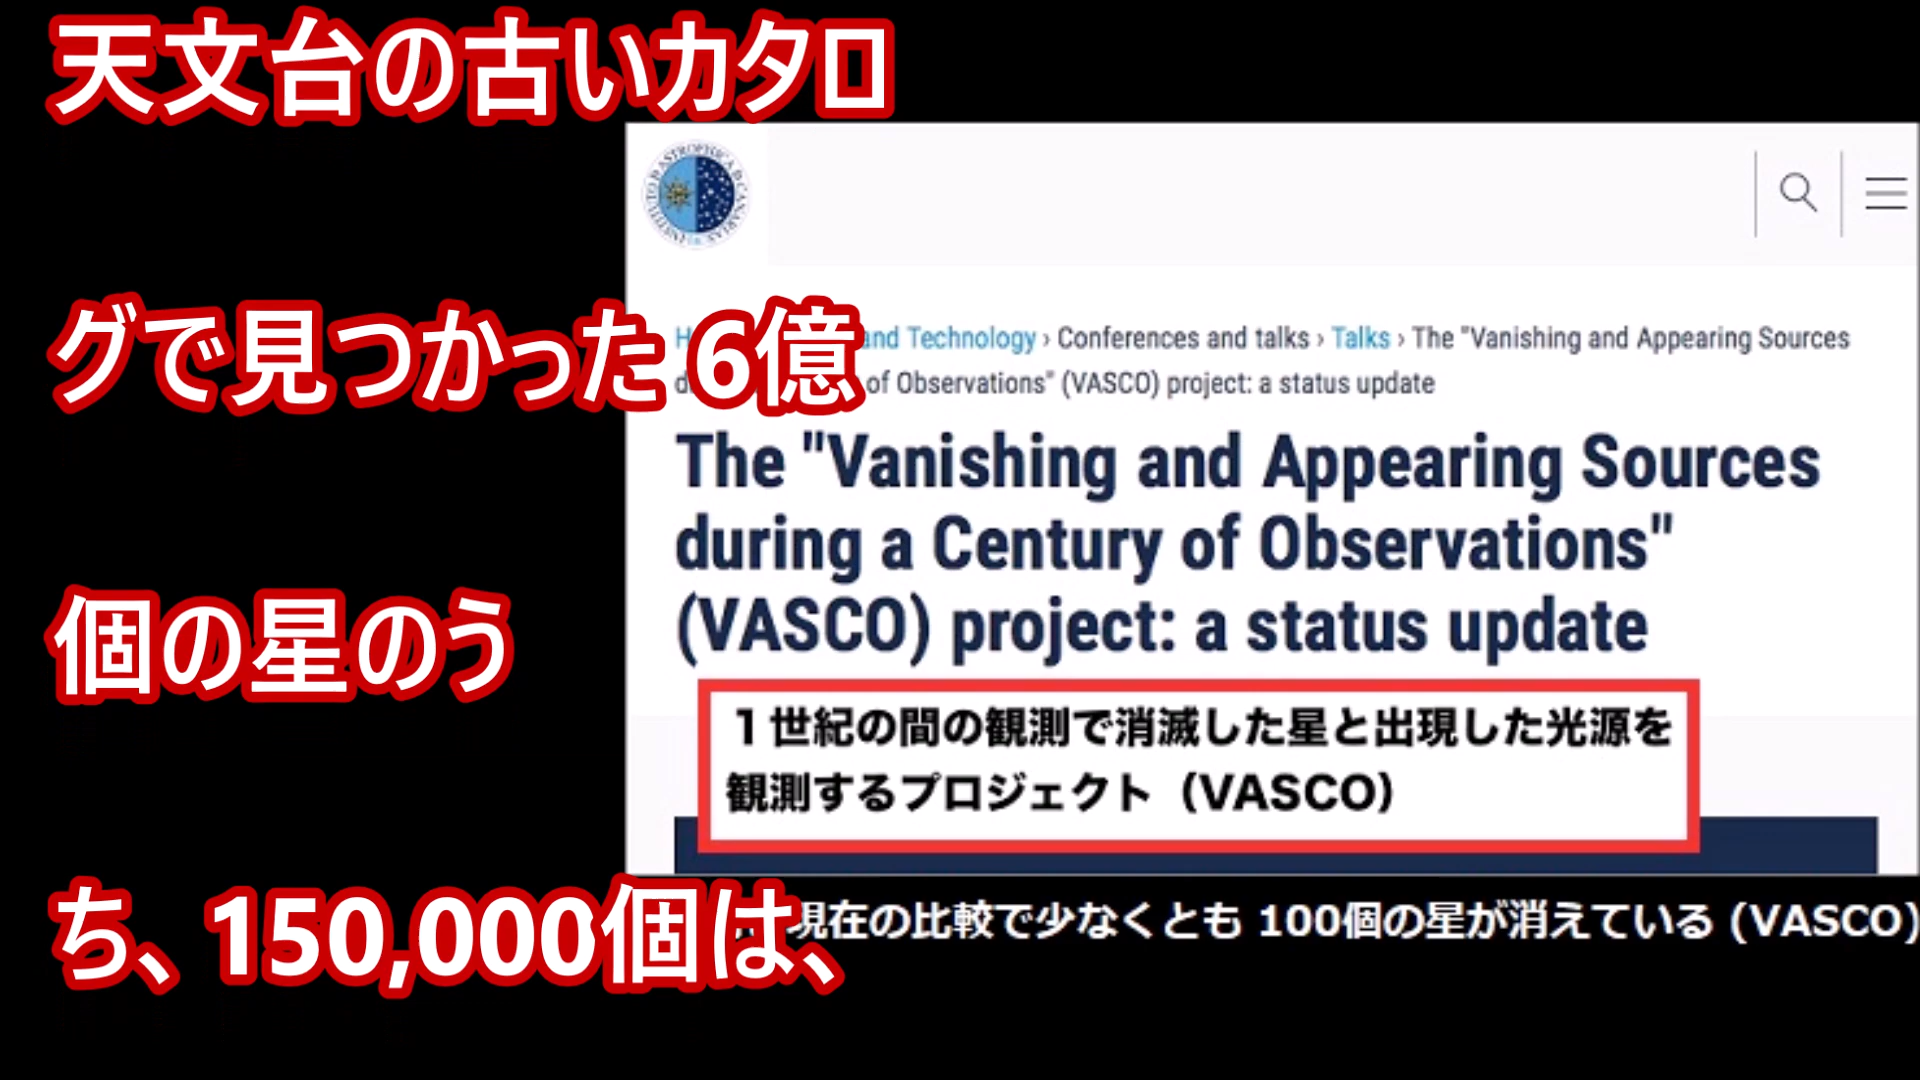 天文台の古いカタロ
グで見つかった 6億
個の星のう
ち、150,000個は、
and Technology › Conferences and talks › Talks › The "Vanishing and Appearing Sources
of Observations" (VASCO) project: a status update
The "Vanishing and Appearing Sources
during a Century of Observations"
(VASCO) project: a status update
1世紀の間の観測で消滅した星と出現した光源を
観測するプロジェクト（VASCO）
現在の比較で少なくとも 100個の星が消えている (VASCO)